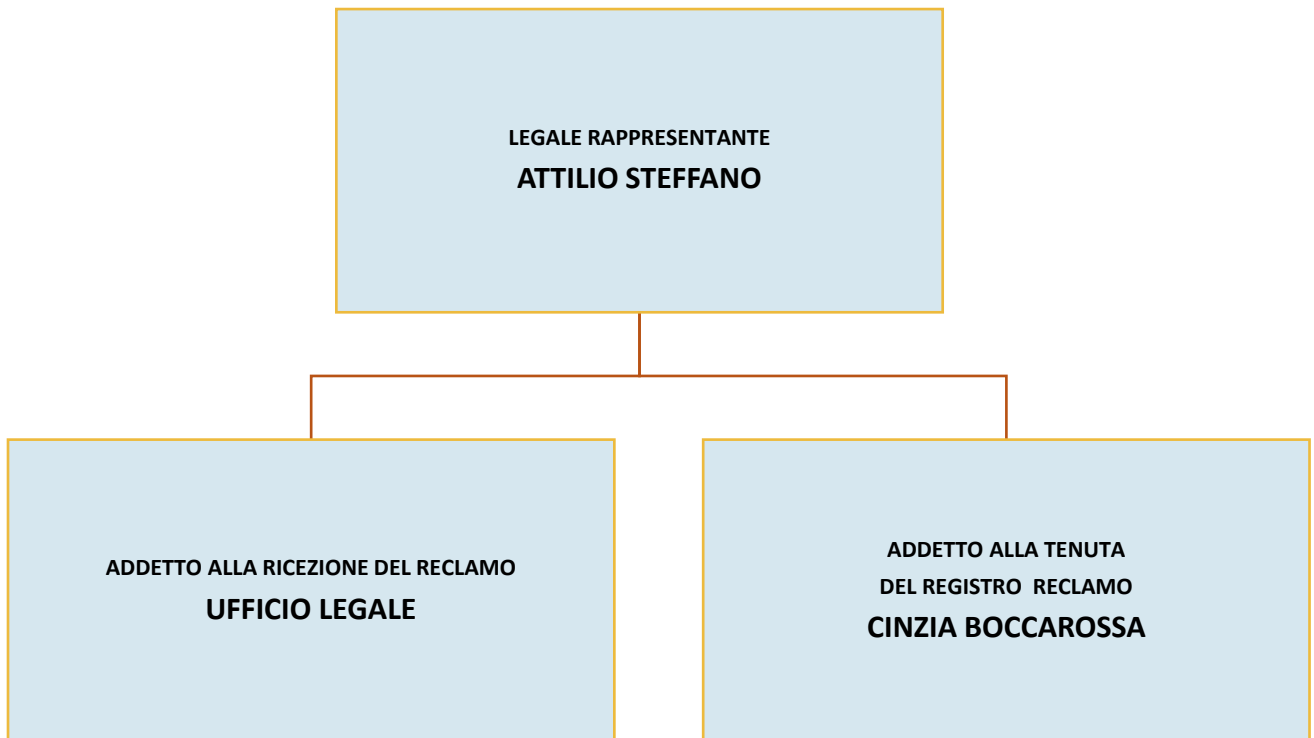 LEGALE RAPPRESENTANTE
ATTILIO STEFFANO
ADDETTO ALLA RICEZIONE DEL RECLAMO
UFFICIO LEGALE
ADDETTO ALLA TENUTA
DEL REGISTRO RECLAMO
CINZIA BOCCAROSSA